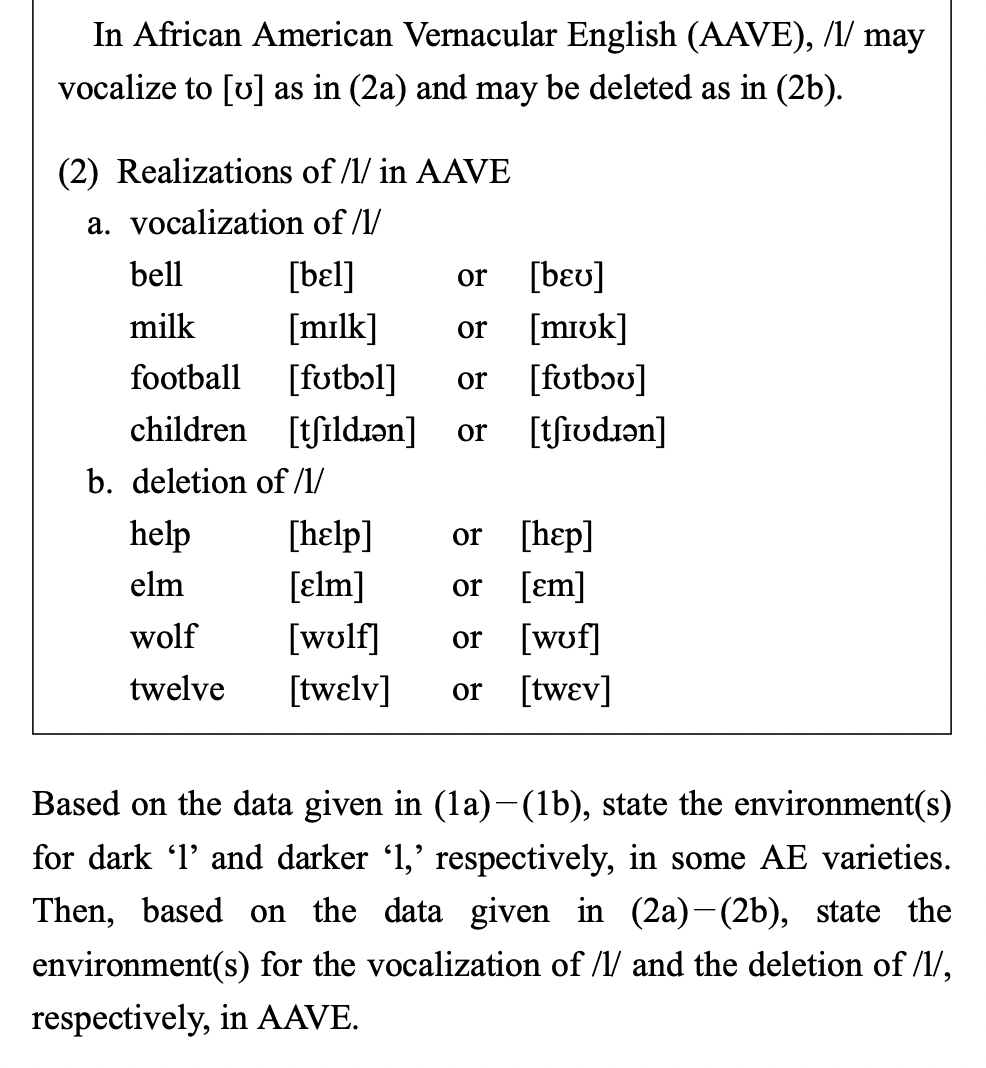 In African American Vernacular English (AAVE), /l/ may
vocalize to [ʊ] as in (2a) and may be deleted as in (2b).
(2) Realizations of /l/ in AAVE
a. vocalization of /l/
bell [bɛl] or [bɛʊ]
milk [mɪlk] or [mɪʊk]
football [fʊtbɔl] or [fʊtbɔʊ]
children [tʃɪldɹən] or [tʃɪʊdɹən]
b. deletion of /l/
help [hɛlp] or [hɛp]
elm [ɛlm] or [ɛm]
wolf [wʊlf] or [wʊf]
twelve [twɛlv] or [twɛv]
Based on the data given in (1a)−(1b), state the environment(s)
for dark ‘l’ and darker ‘l,’ respectively, in some AE varieties.
Then, based on the data given in (2a)−(2b), state the
environment(s) for the vocalization of /l/ and the deletion of /l/,
respectively, in AAVE.